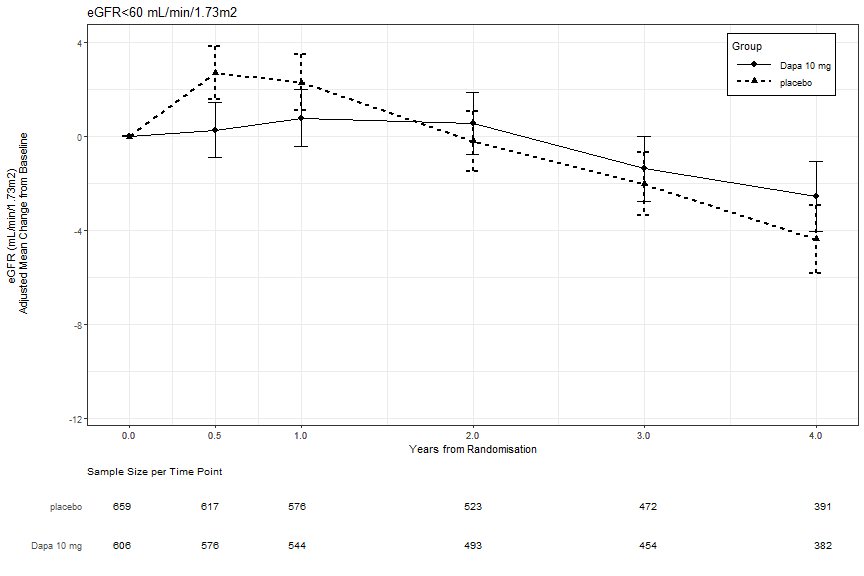 eGFR<60 mL/min/1.73m2
eGFR (mL/min/1.73m2)
Adjusted Mean Change from Baseline
4
0
-4
-8
-12
Group
Dapa 10 mg
placebo
0.0 0.5 1.0 2.0 3.0 4.0
Years from Randomisation
Sample Size per Time Point
placebo 659 617 576 523 472 391
Dapa 10 mg 606 576 544 493 454 382